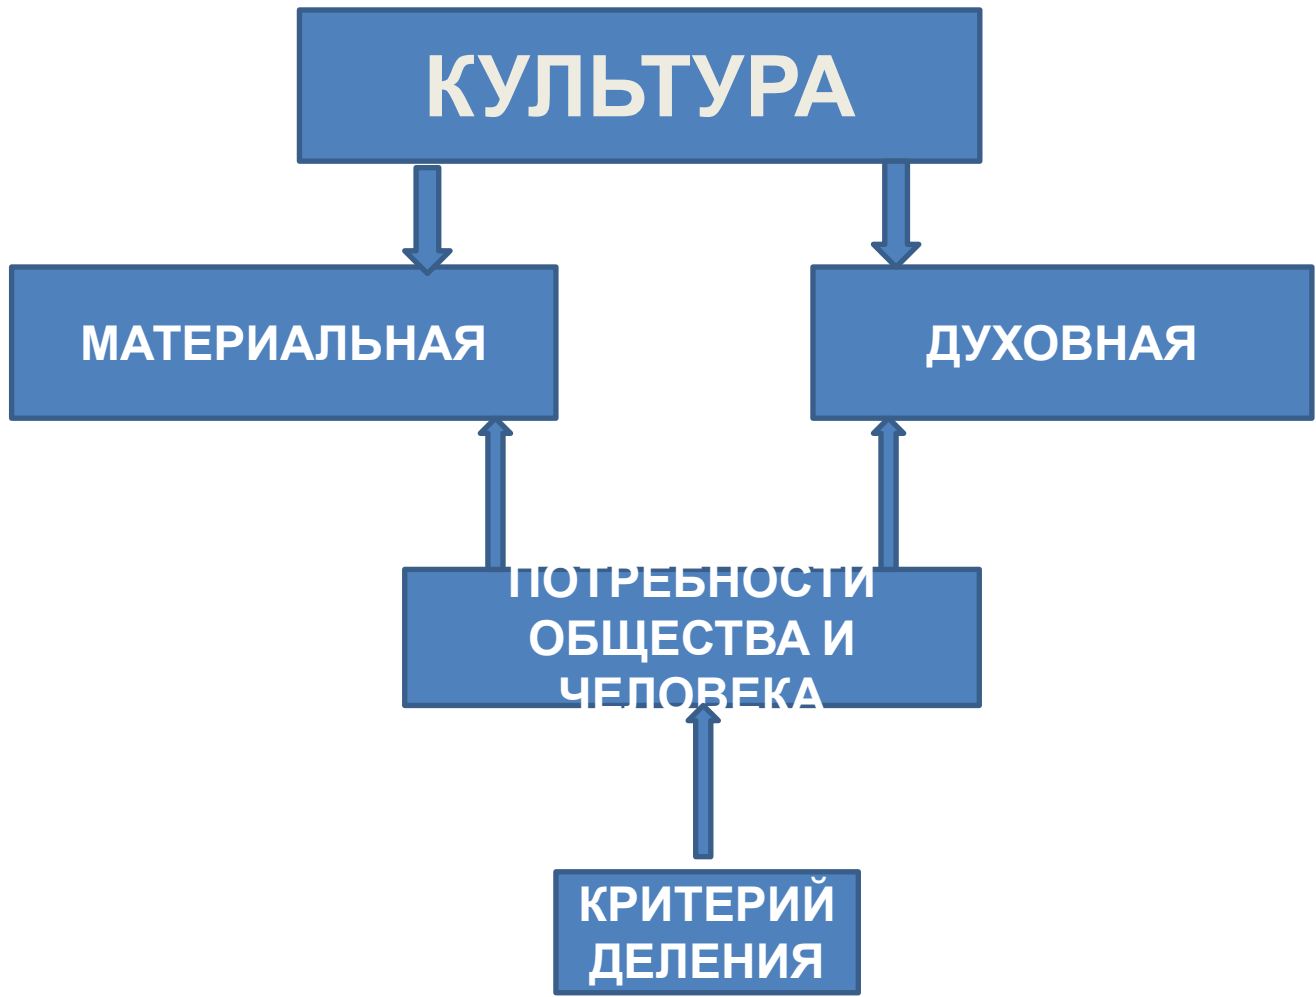 КУЛЬТУРА
МАТЕРИАЛЬНАЯ
ДУХОВНАЯ
ПОТРЕБНОСТИ
ОБЩЕСТВА И
ЧЕЛОВЕКА
КРИТЕРИЙ
ДЕЛЕНИЯ